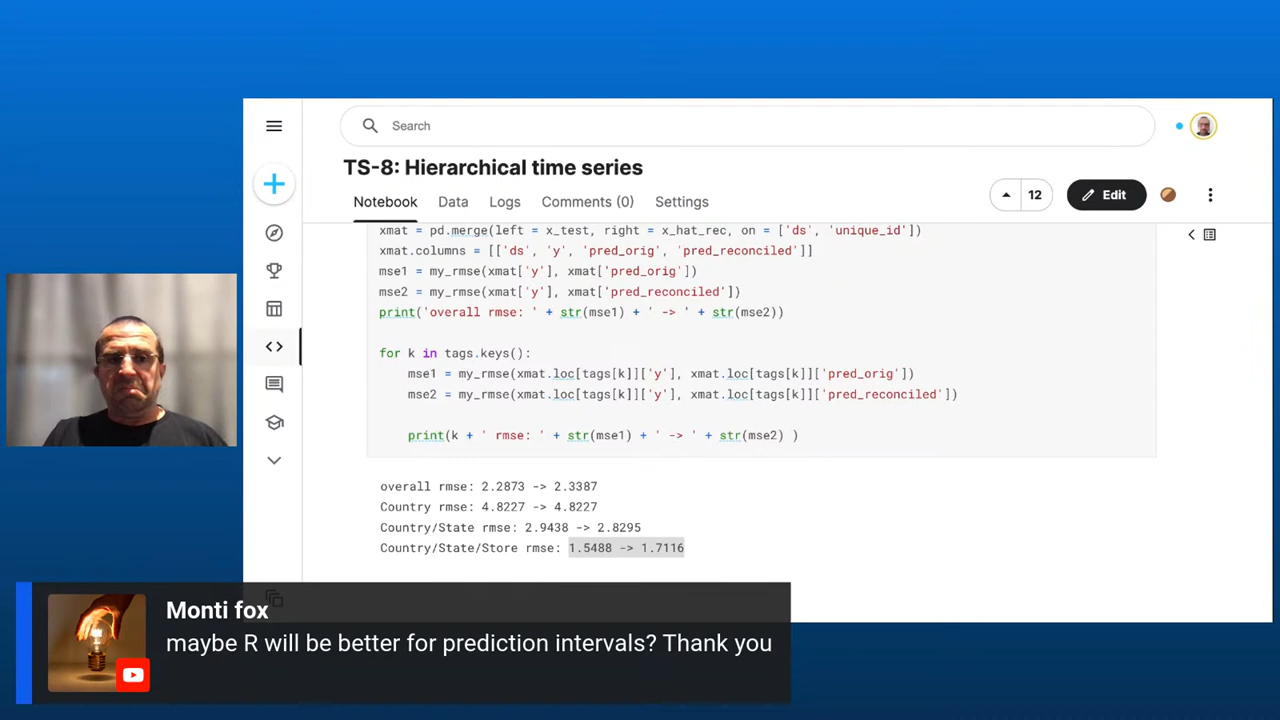 Search
TS-8: Hierarchical time series
Notebook Data Logs Comments (0) Settings
12
Edit
xmat = pd.merge(left = x_test, right = x_hat_rec, on = ['ds', 'unique_id'])
xmat.columns = [['ds', 'y', 'pred_orig', 'pred_reconciled']]
mse1 = my_rmse(xmat['y'], xmat['pred_orig'])
mse2 = my_rmse(xmat['y'], xmat['pred_reconciled'])
print('overall rmse: ' + str(mse1) + ' -> ' + str(mse2))
for k in tags.keys():
mse1 = my_rmse(xmat.loc[tags[k]]['y'], xmat.loc[tags[k]]['pred_orig'])
mse2 = my_rmse(xmat.loc[tags[k]]['y'], xmat.loc[tags[k]]['pred_reconciled'])
print(k + ' rmse: ' + str(mse1) + ' -> ' + str(mse2) )
overall rmse: 2.2873 -> 2.3387
Country rmse: 4.8227 -> 4.8227
Country/State rmse: 2.9438 -> 2.8295
Country/State/Store rmse: 1.5488 -> 1.7116
Monti fox
maybe R will be better for prediction intervals? Thank you